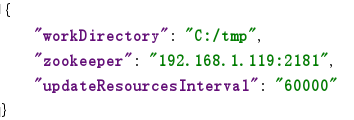 {
"workDirectory": "C:/tmp",
"zookeeper": "192.168.1.119:2181",
"updateResourcesInterval": "60000"
}